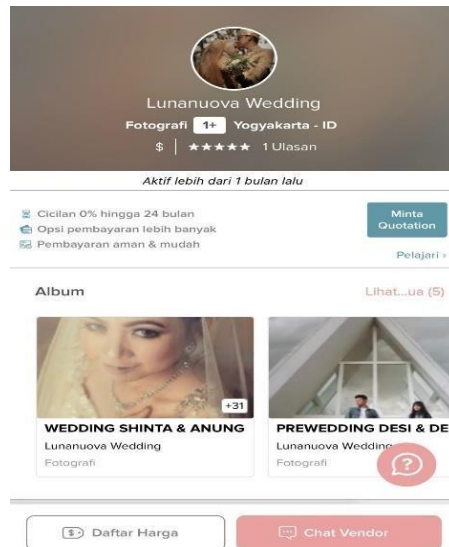 Lunanuova Wedding
Fotografi 1+ Yogyakarta - ID
$ | ★★★★★ 1 Ulasan
Aktif lebih dari 1 bulan lalu
Cicilan 0% hingga 24 bulan
Opsi pembayaran lebih banyak
Pembayaran aman & mudah
Minta
Quotation
Pelajari ›
Album
Lihat...ua (5)
+31
WEDDING SHINTA & ANUNG
Lunanuova Wedding
Fotografi
PREWEDDING DESI & DE
Lunanuova Wedding
Fotografi
Daftar Harga
Chat Vendor